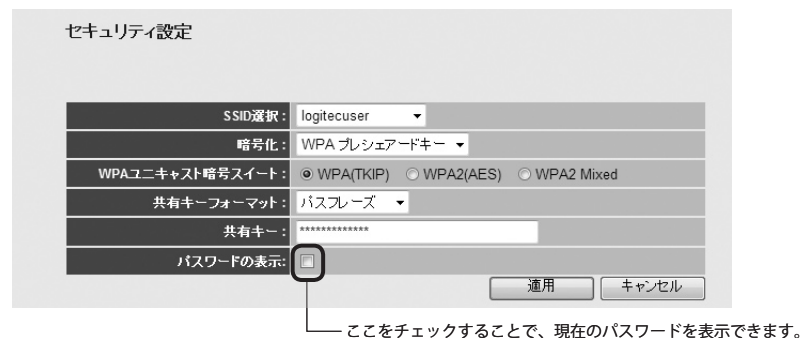 セキュリティ設定
SSID選択： logitecuser
暗号化： WPA プレシェアードキー
WPAユニキャスト暗号スイート： WPA(TKIP) WPA2(AES) WPA2 Mixed
共有キーフォーマット： パスフレーズ
共有キー： *************
パスワードの表示:
適用 キャンセル
ここをチェックすることで、現在のパスワードを表示できます。